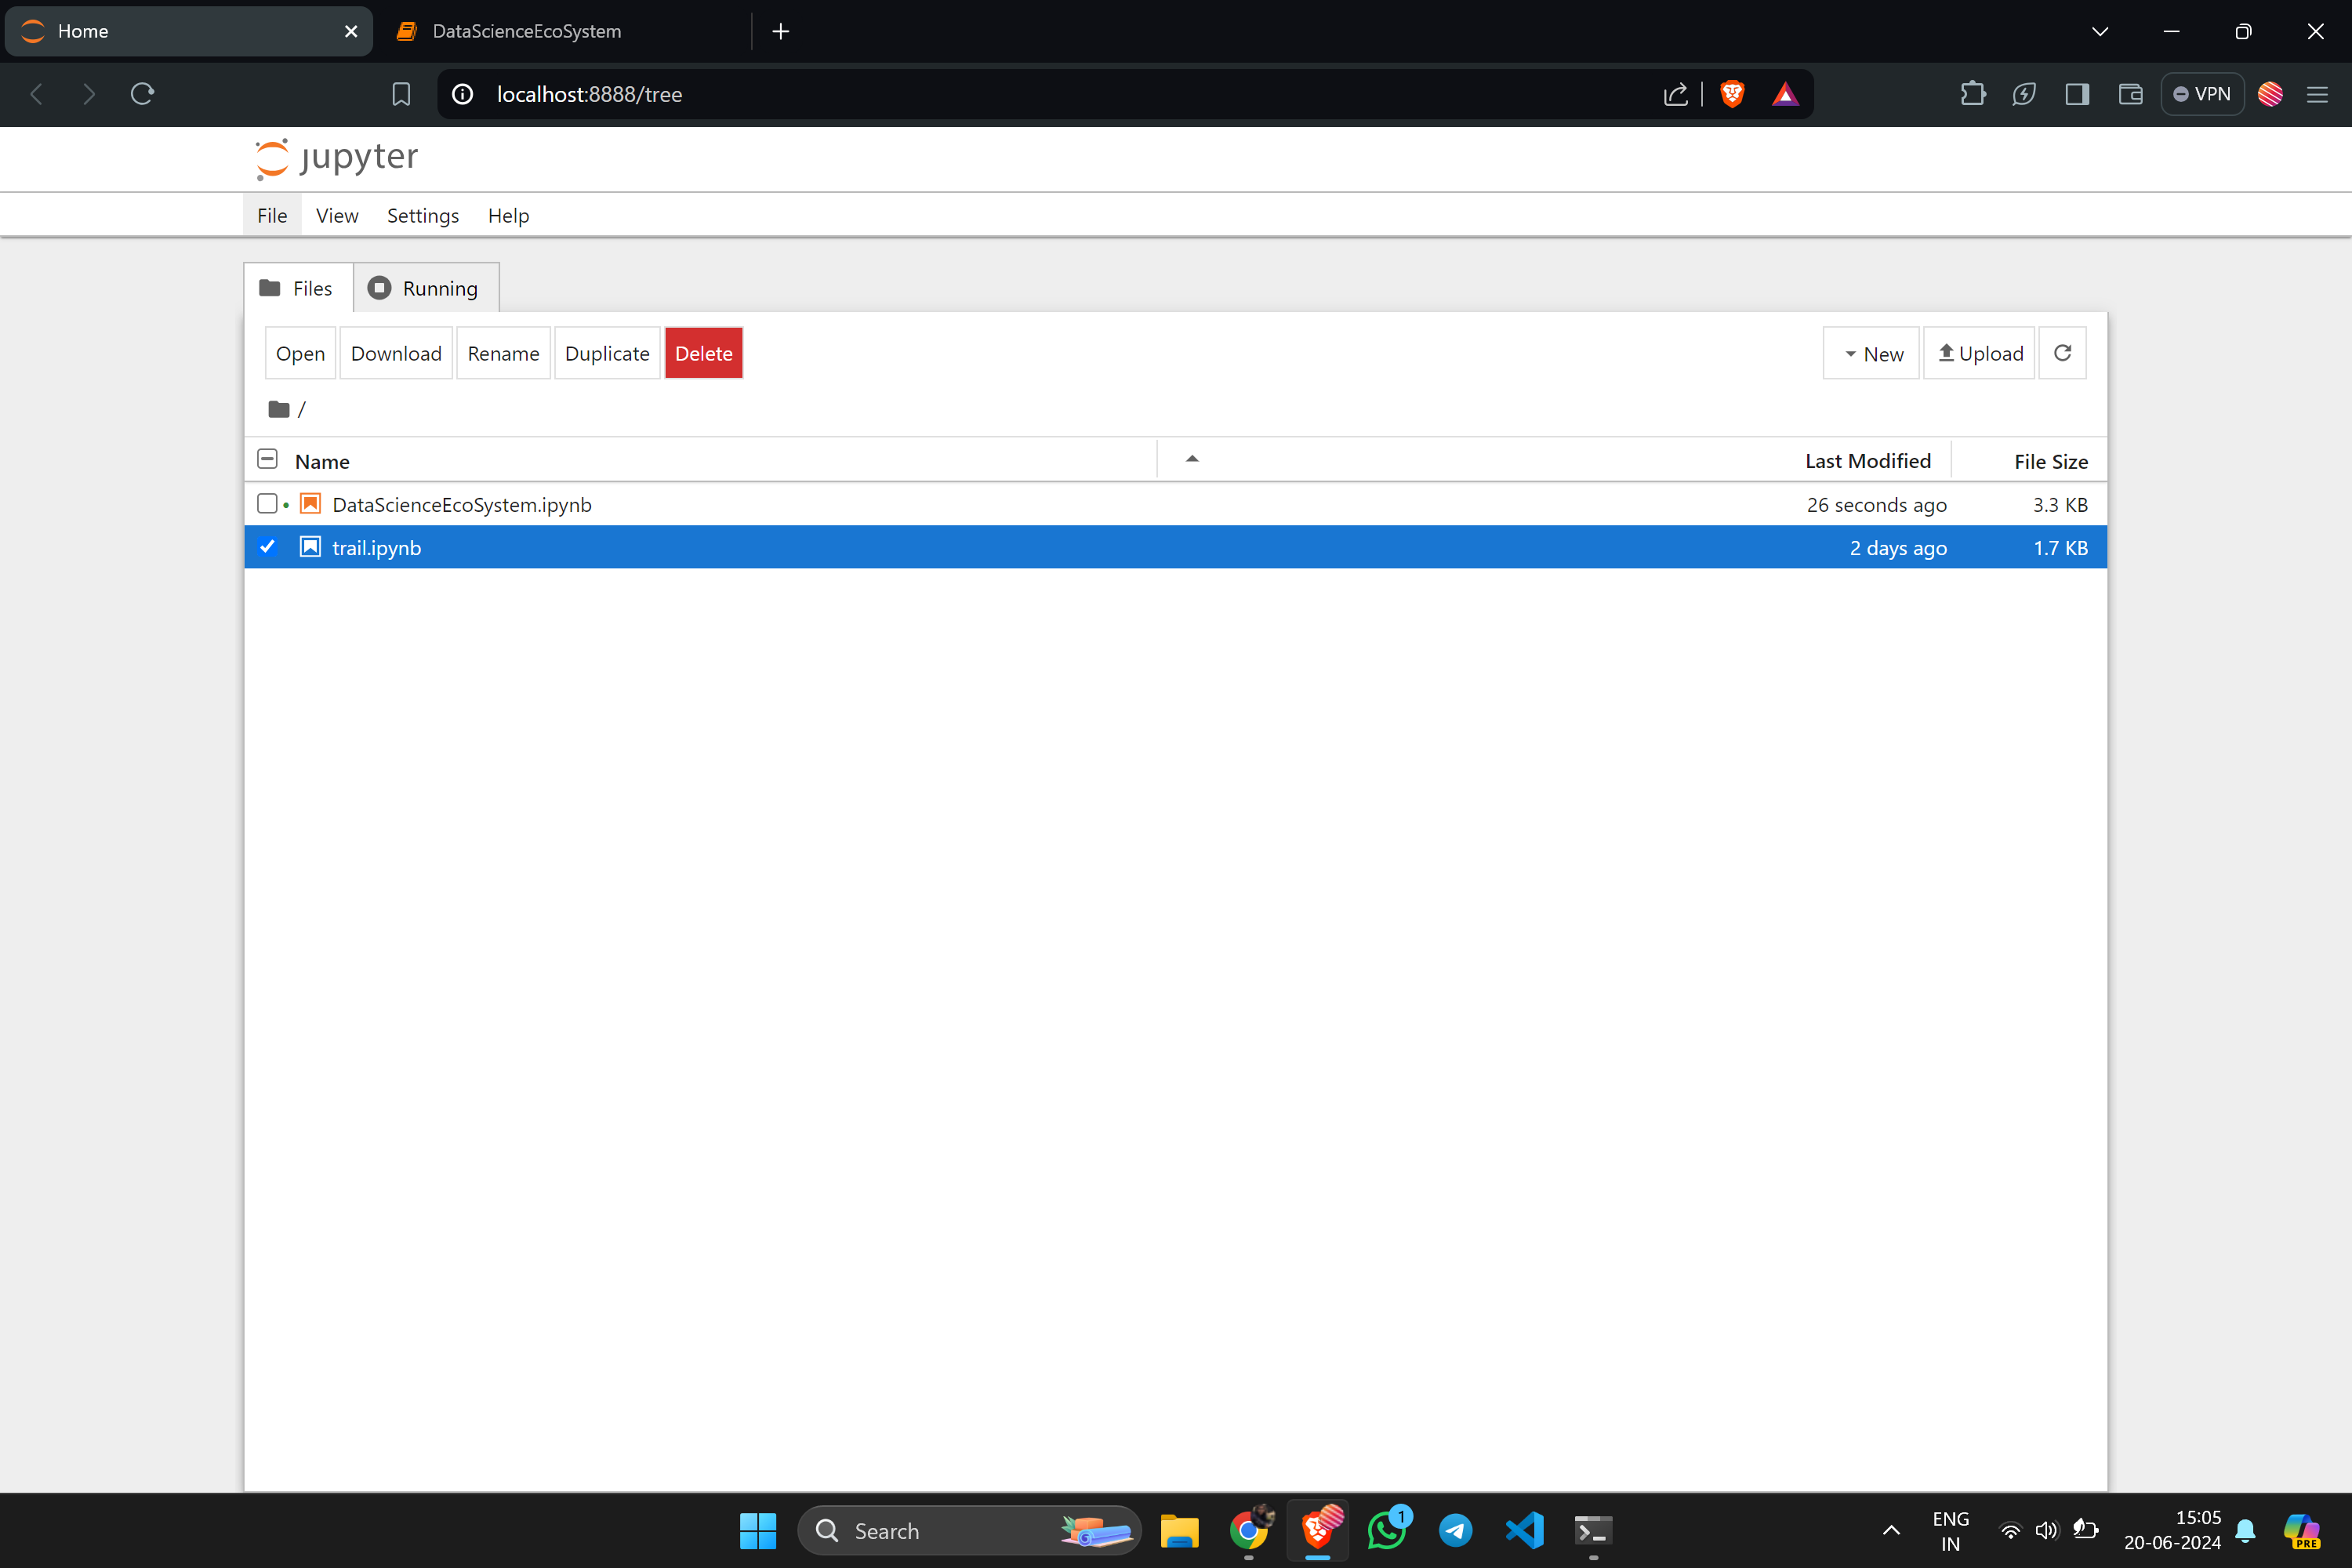 Home
DataScienceEcoSystem
localhost:8888/tree
VPN
jupyter
File View Settings Help
Files Running
Open Download Rename Duplicate Delete New Upload
/
Name Last Modified File Size
DataScienceEcoSystem.ipynb 26 seconds ago 3.3 KB
trail.ipynb 2 days ago 1.7 KB
Search
1
ENG
IN
15:05
20-06-2024
PRE